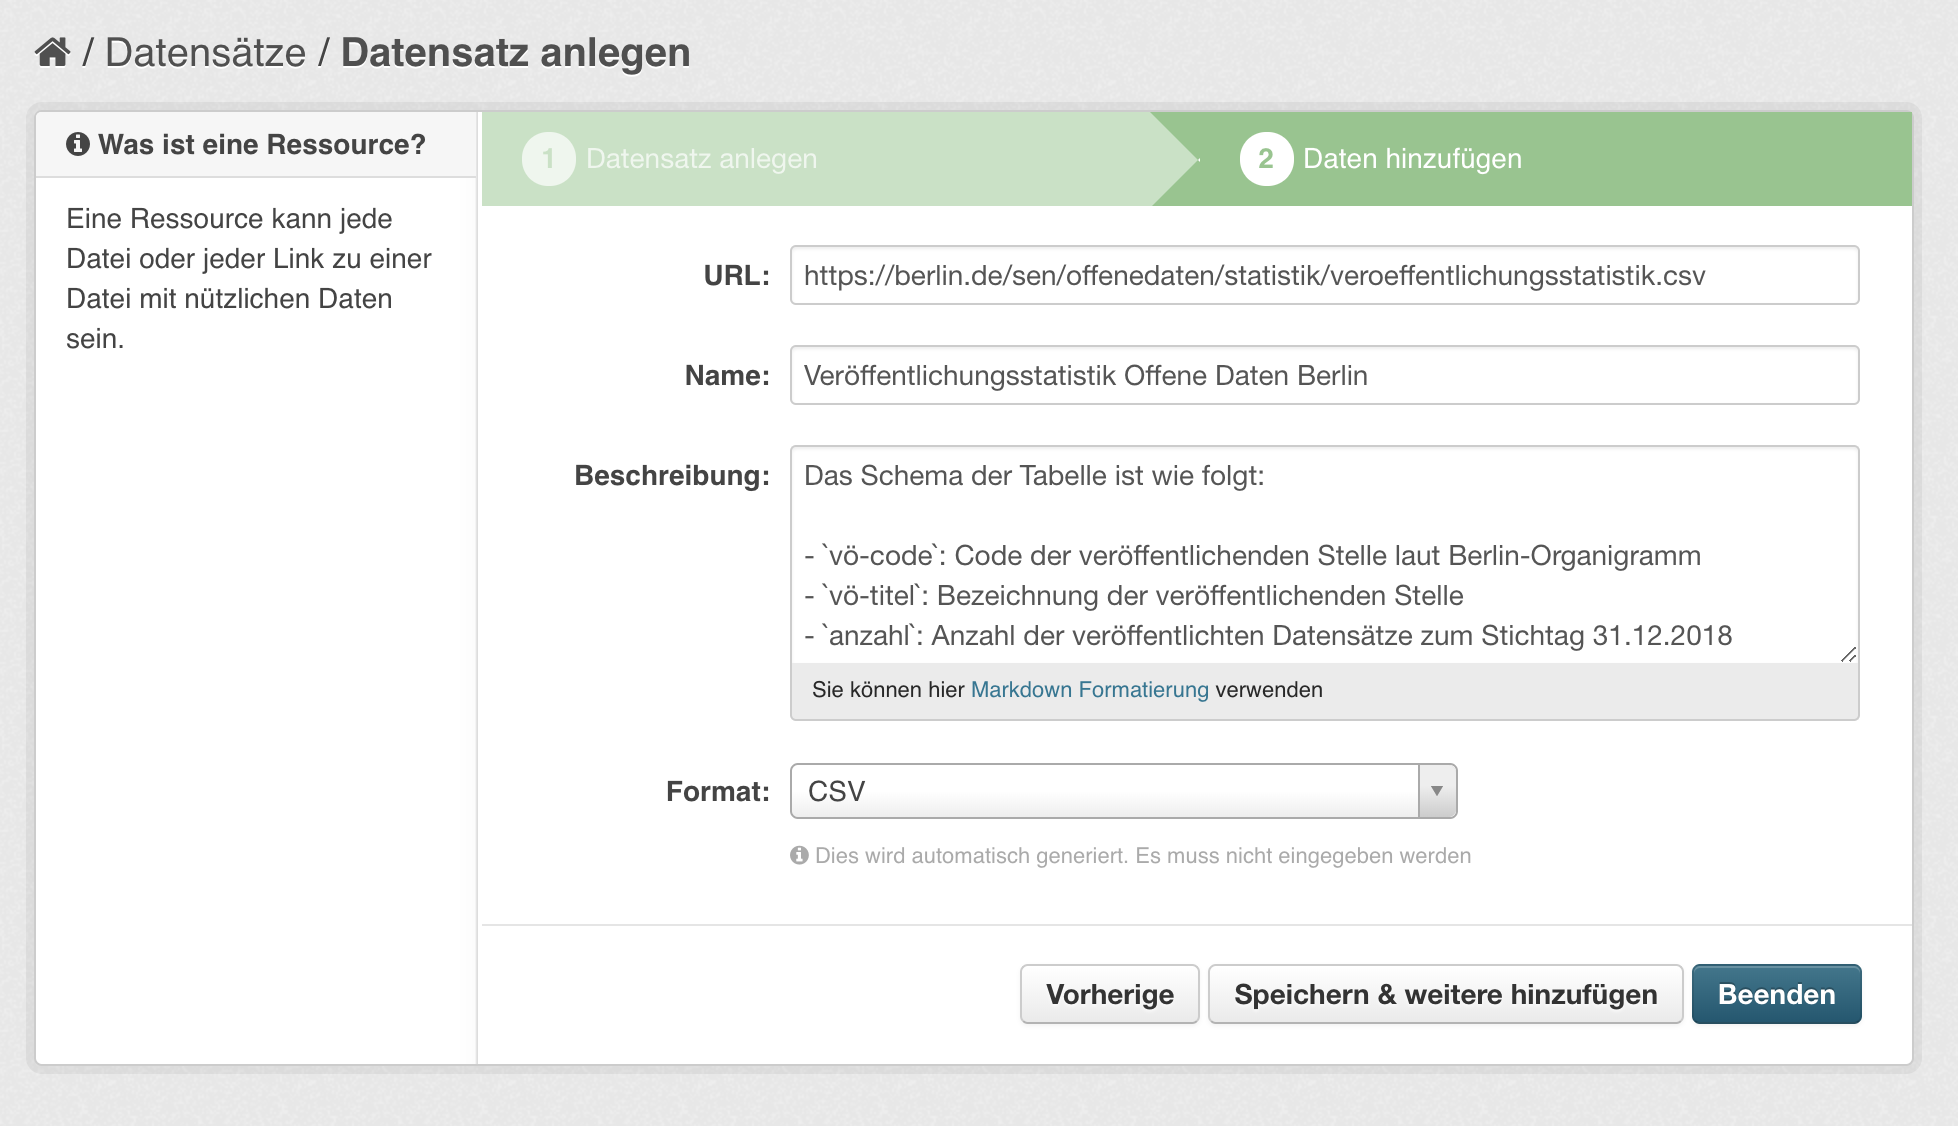 / Datensätze / Datensatz anlegen
Was ist eine Ressource?
Eine Ressource kann jede
Datei oder jeder Link zu einer
Datei mit nützlichen Daten
sein.
1 Datensatz anlegen
2 Daten hinzufügen
URL: https://berlin.de/sen/offenedaten/statistik/veroeffentlichungsstatistik.csv
Name: Veröffentlichungsstatistik Offene Daten Berlin
Beschreibung: Das Schema der Tabelle ist wie folgt:
- `vö-code`: Code der veröffentlichenden Stelle laut Berlin-Organigramm
- `vö-titel`: Bezeichnung der veröffentlichenden Stelle
- `anzahl`: Anzahl der veröffentlichten Datensätze zum Stichtag 31.12.2018
Sie können hier Markdown Formatierung verwenden
Format: CSV
Dies wird automatisch generiert. Es muss nicht eingegeben werden
Vorherige
Speichern & weitere hinzufügen
Beenden